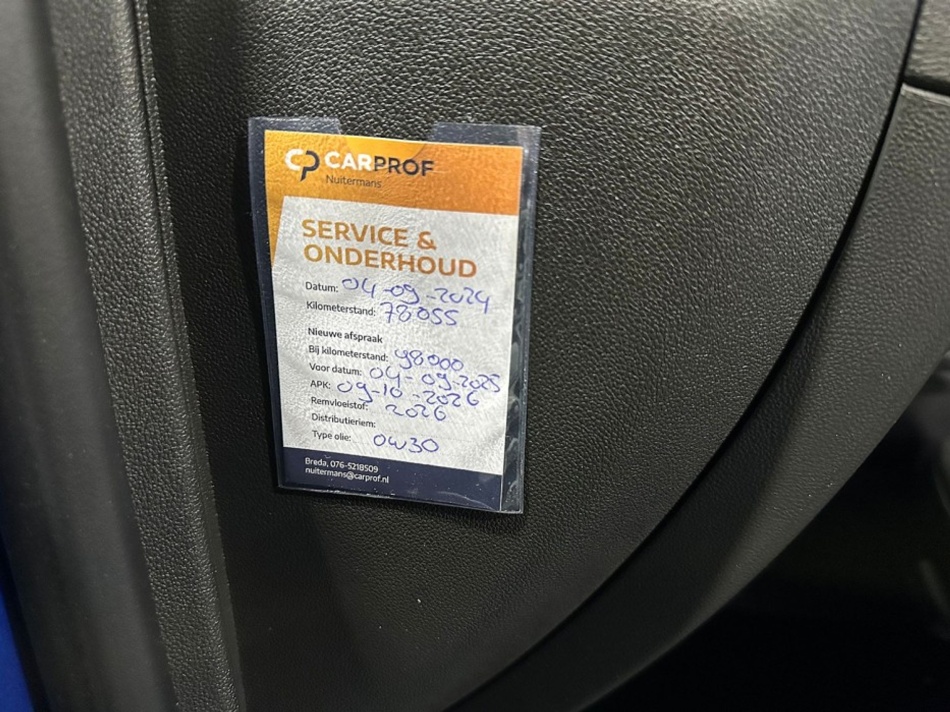 CP CARPROF
Nuitermans
SERVICE &
ONDERHOUD
Datum: 04-09-2024
Kilometerstand: 78055
Nieuwe afspraak
Bij kilometerstand: 98000
Voor datum: 04-09-2025
APK: 09-10-2026
Remvloeistof: 2026
Distributieriem:
Type olie: 0w30
Breda, 076-5218509
nuitermans@carprof.nl